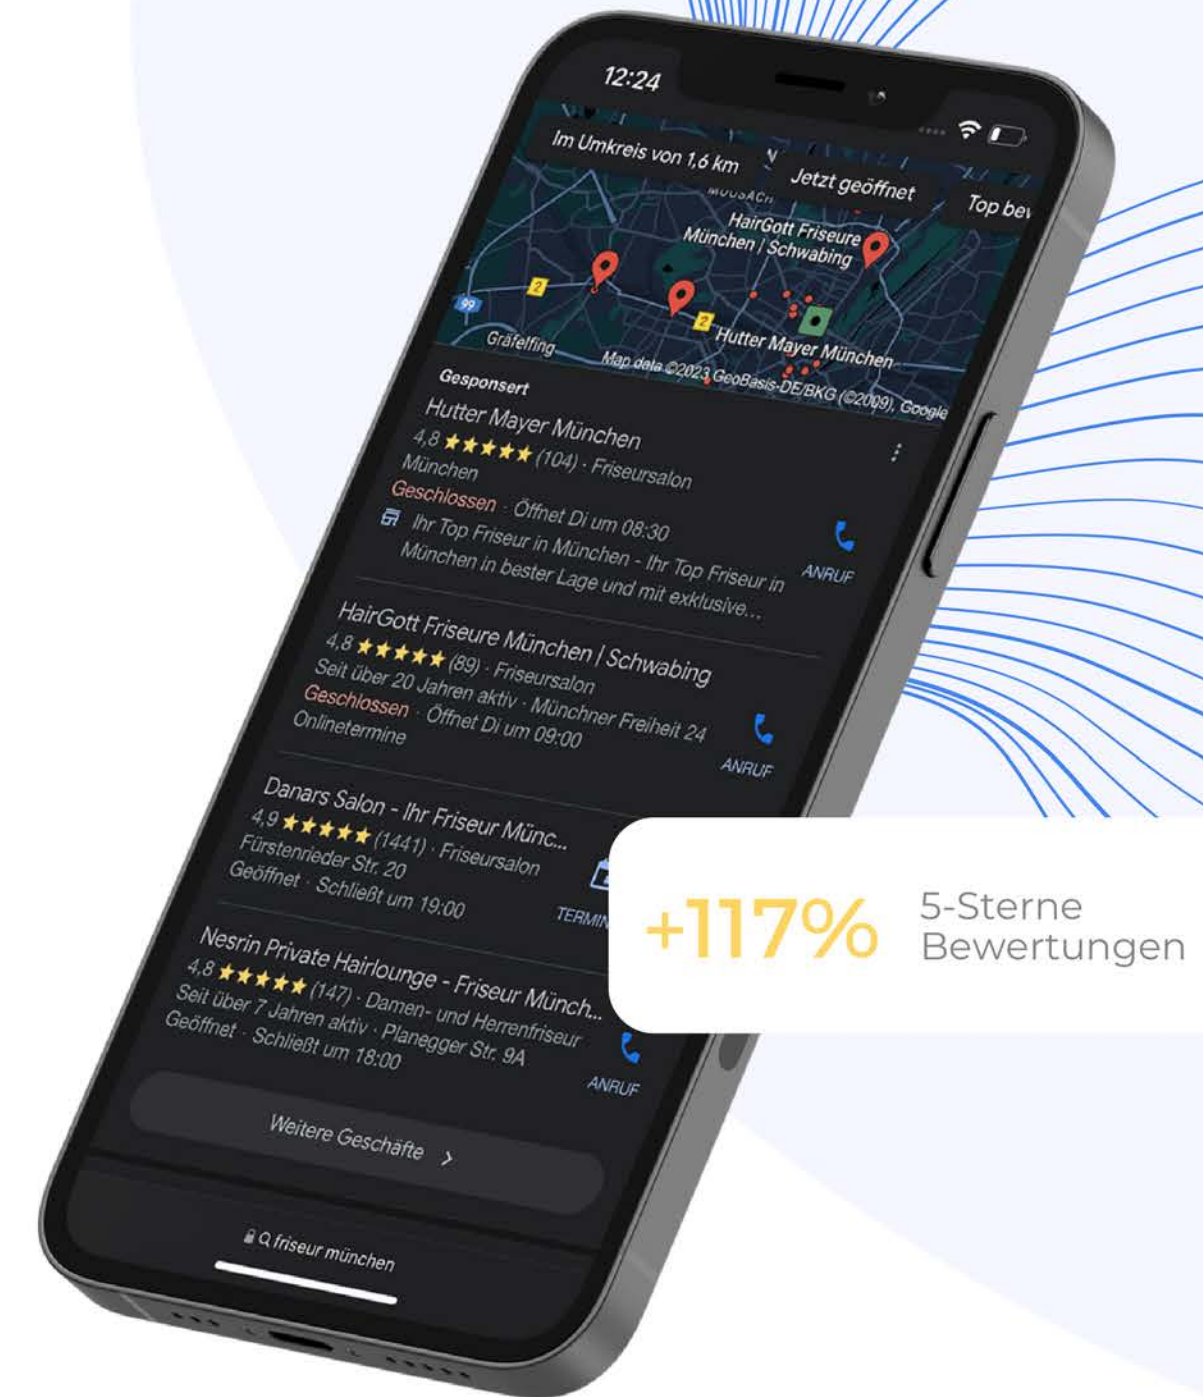 12:24
Im Umkreis von 1,6 km
Jetzt geöffnet
Top bew
MOOSACH
HairGott Friseure
München | Schwabing
2
99
2
Gräfelfing
Hutter Mayer München
Map data ©2023 GeoBasis-DE/BKG (©2009), Google
Gesponsert
Hutter Mayer München
4,8 ★★★★★ (104) · Friseursalon
München
Geschlossen · Öffnet Di um 08:30
Ihr Top Friseur in München - Ihr Top Friseur in
München in bester Lage und mit exklusive...
ANRUF
HairGott Friseure München | Schwabing
4,8 ★★★★★ (89) · Friseursalon
Seit über 20 Jahren aktiv · Münchner Freiheit 24
Geschlossen · Öffnet Di um 09:00
Onlinetermine
ANRUF
Danars Salon - Ihr Friseur Münc...
4,9 ★★★★★ (1441) · Friseursalon
Fürstenrieder Str. 20
Geöffnet · Schließt um 19:00
TERMIN
+117%
5-Sterne
Bewertungen
Nesrin Private Hairlounge - Friseur Münch...
4,8 ★★★★★ (147) · Damen- und Herrenfriseur
Seit über 7 Jahren aktiv · Planegger Str. 9A
Geöffnet · Schließt um 18:00
ANRUF
Weitere Geschäfte >
friseur münchen